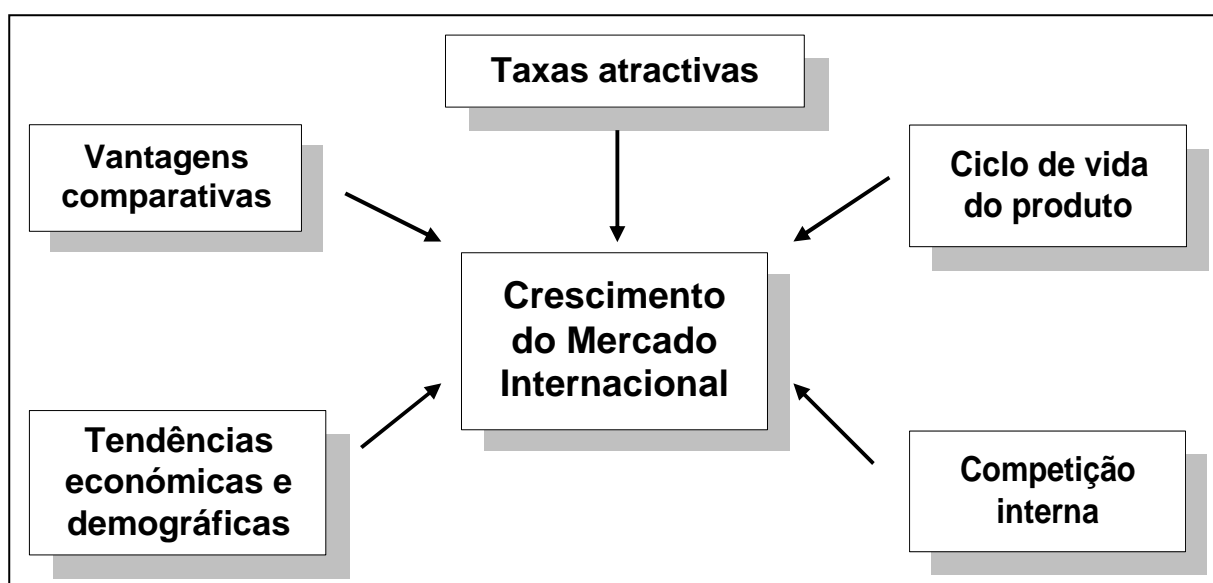 Taxas atractivas
Vantagens
comparativas
Ciclo de vida
do produto
Crescimento
do Mercado
Internacional
Tendências
económicas e
demográficas
Competição
interna